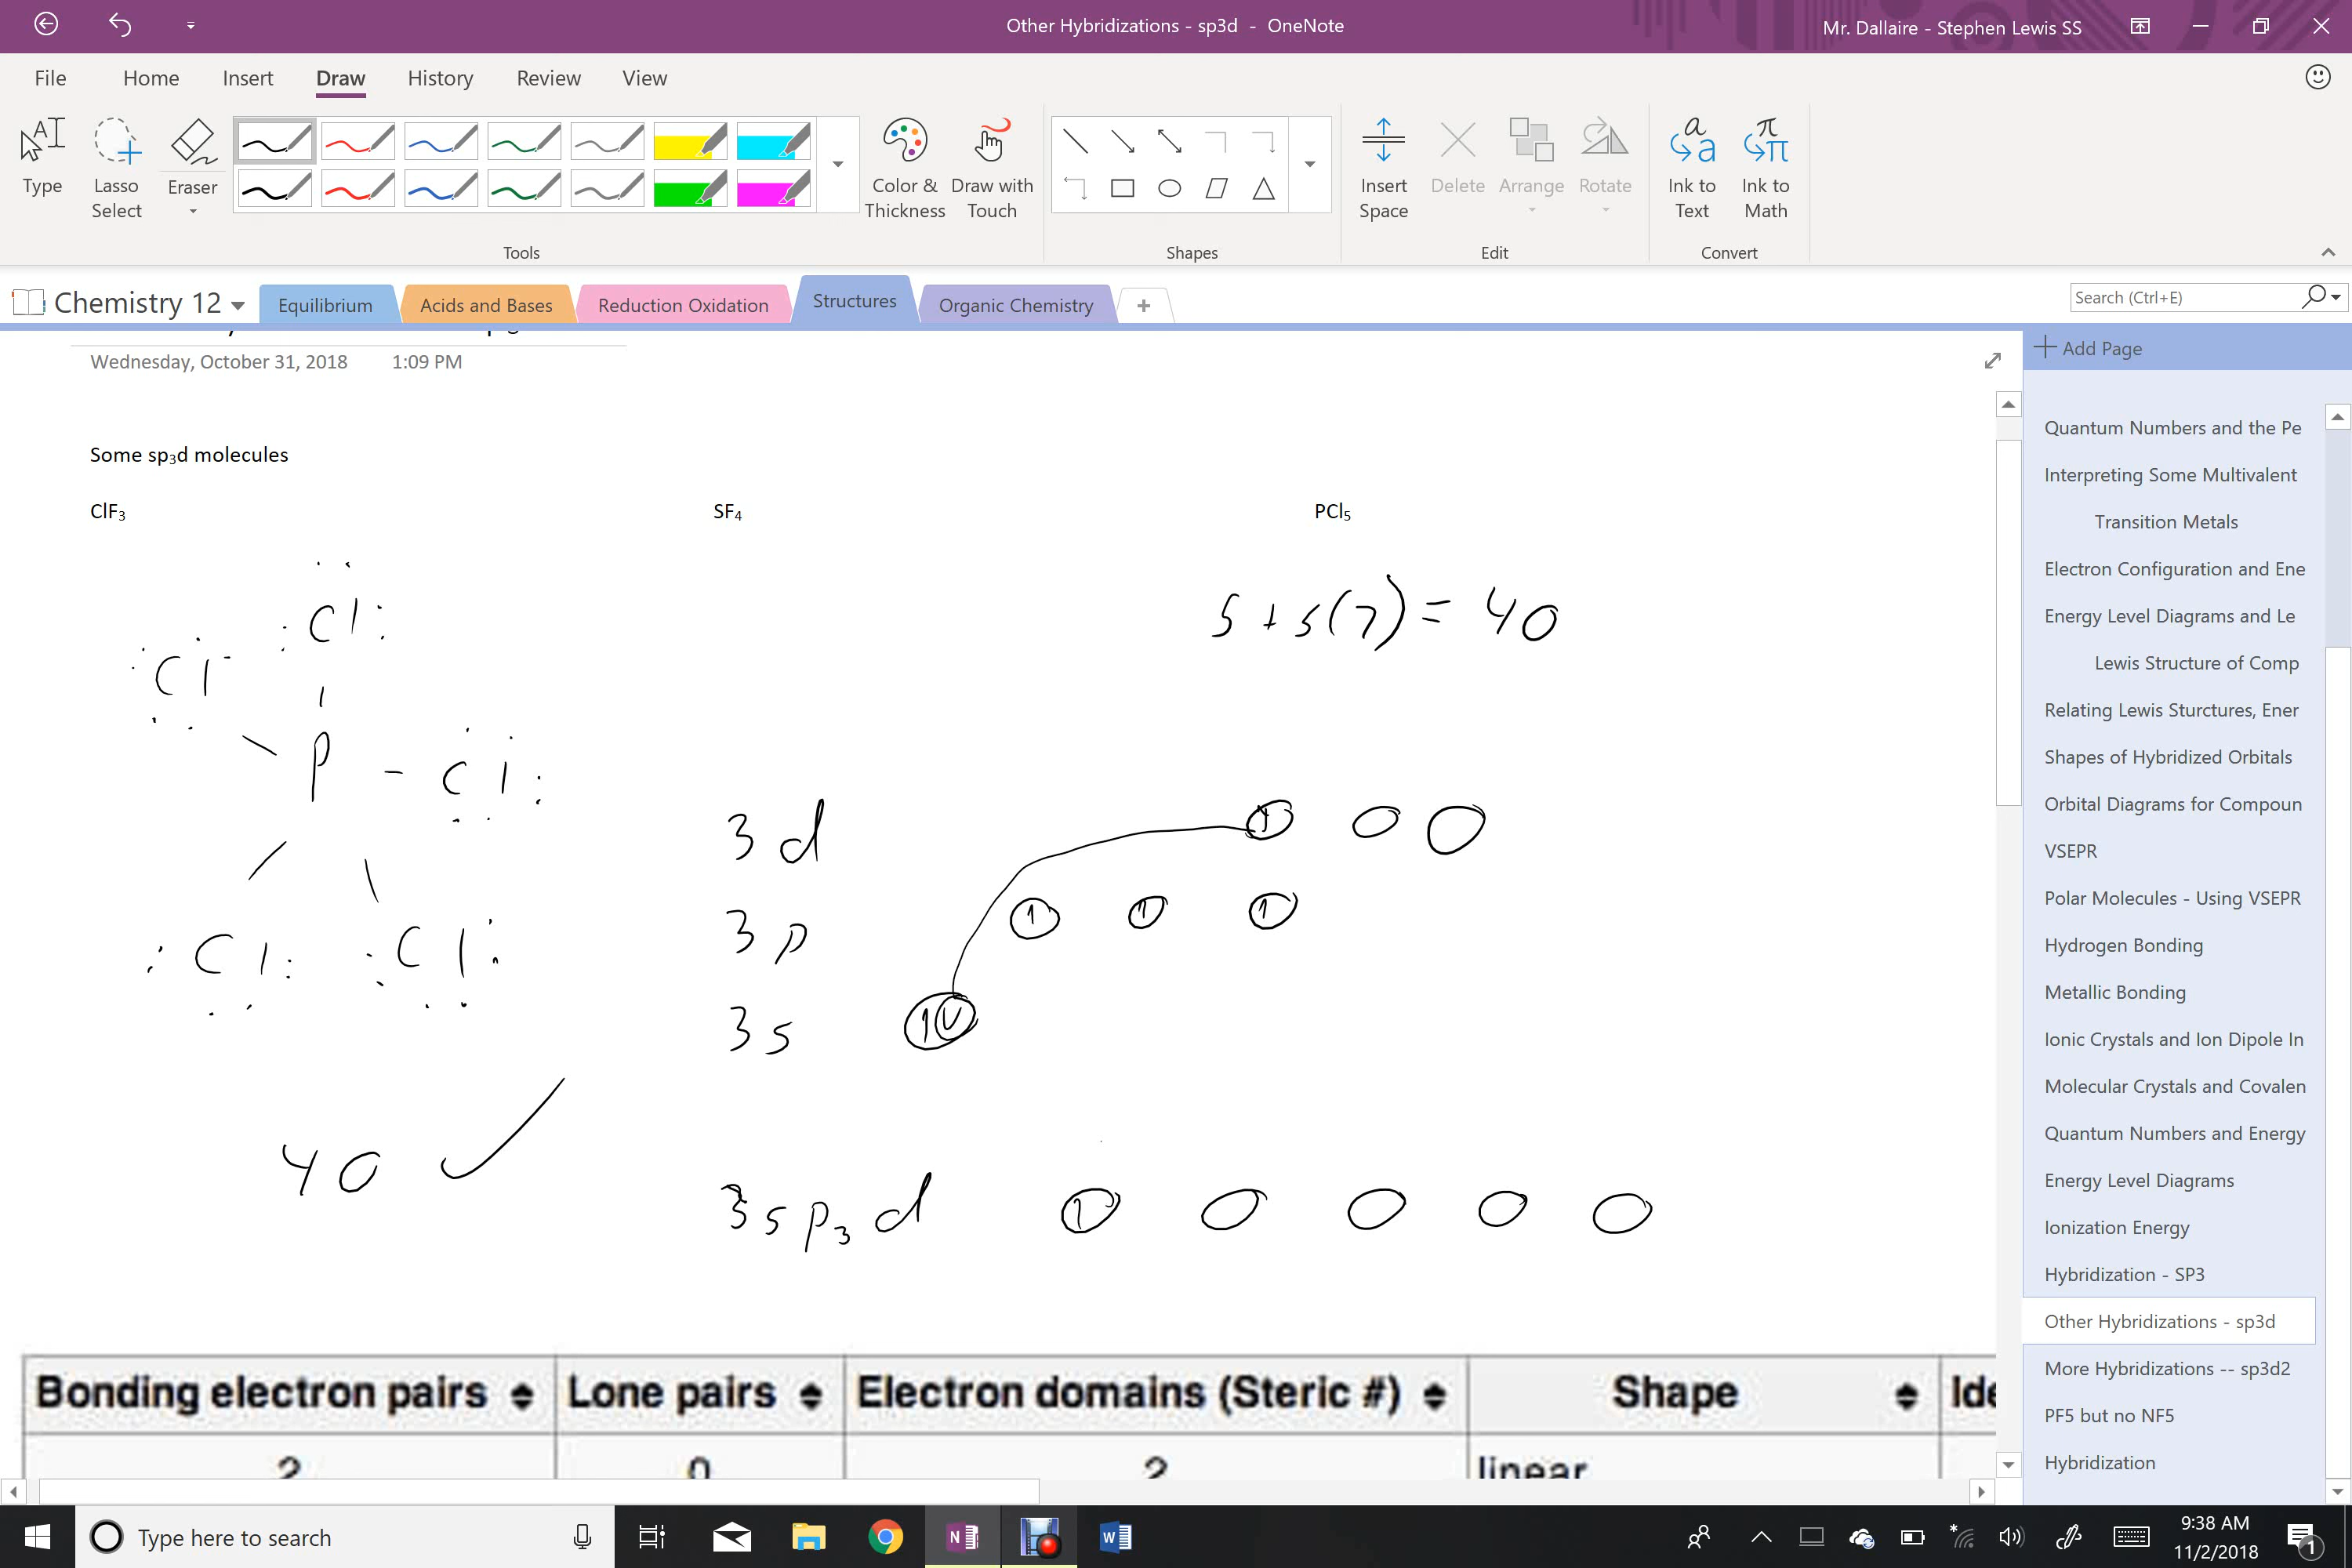 Other Hybridizations - sp3d - OneNote
Mr. Dallaire - Stephen Lewis SS
File Home Insert Draw History Review View
Type
Lasso Select
Eraser
Color & Thickness
Draw with Touch
Insert Space
Delete
Arrange
Rotate
Ink to Text
Ink to Math
Tools Shapes Edit Convert
Chemistry 12
Equilibrium Acids and Bases Reduction Oxidation Structures Organic Chemistry +
Search (Ctrl+E)
Wednesday, October 31, 2018 1:09 PM
Some sp₃d molecules
ClF₃ SF₄ PCl₅
5 + 5(7) = 40
Cl
Cl
P - Cl
Cl Cl
40 ✓
3d
3p
3s
3sp₃d
Bonding electron pairs Lone pairs Electron domains (Steric #) Shape Ide
2 0 2 linear
Add Page
Quantum Numbers and the Pe
Interpreting Some Multivalent
Transition Metals
Electron Configuration and Ene
Energy Level Diagrams and Le
Lewis Structure of Comp
Relating Lewis Sturctures, Ener
Shapes of Hybridized Orbitals
Orbital Diagrams for Compoun
VSEPR
Polar Molecules - Using VSEPR
Hydrogen Bonding
Metallic Bonding
Ionic Crystals and Ion Dipole In
Molecular Crystals and Covalen
Quantum Numbers and Energy
Energy Level Diagrams
Ionization Energy
Hybridization - SP3
Other Hybridizations - sp3d
More Hybridizations -- sp3d2
PF5 but no NF5
Hybridization
Type here to search
9:38 AM
11/2/2018
1